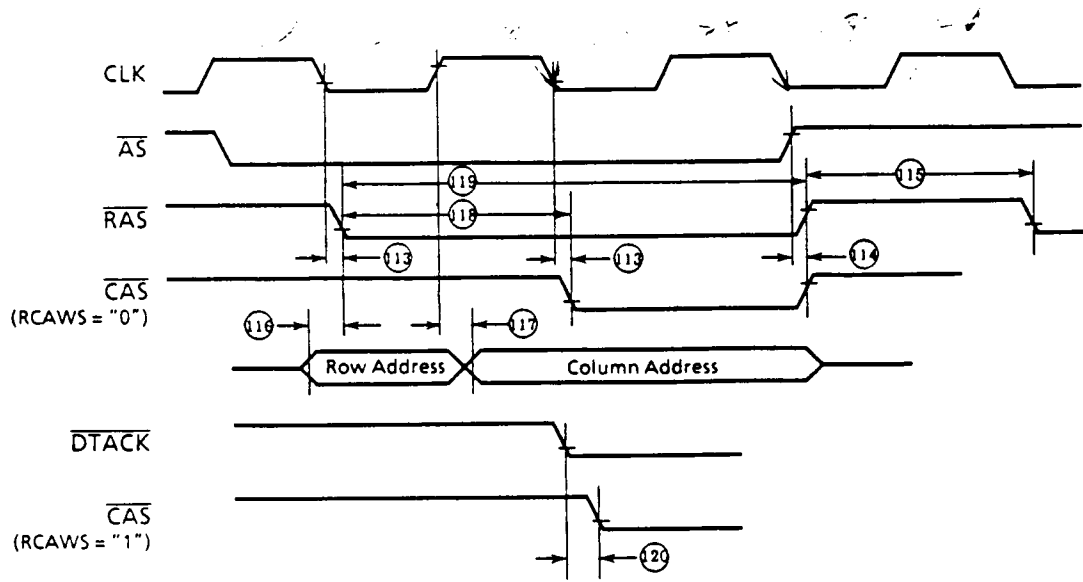 CLK
AS
119
115
RAS
118
113
113
114
CAS
(RCAWS = "0")
116
117
Row Address
Column Address
DTACK
CAS
(RCAWS = "1")
120